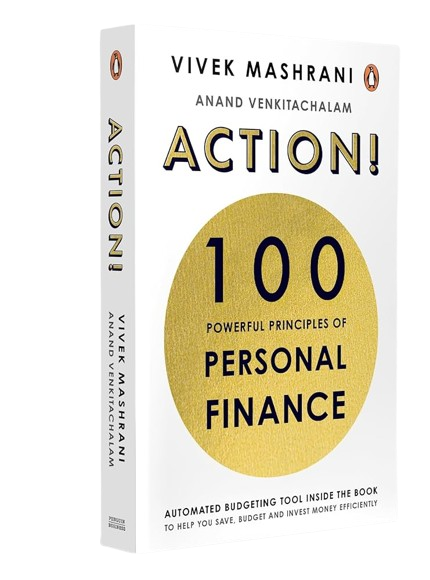 VIVEK MASHRANI
ANAND VENKITACHALAM
ACTION!
100
POWERFUL PRINCIPLES OF
PERSONAL
FINANCE
AUTOMATED BUDGETING TOOL INSIDE THE BOOK
TO HELP YOU SAVE, BUDGET AND INVEST MONEY EFFICIENTLY
ACTION!
VIVEK MASHRANI
ANAND VENKITACHALAM
PENGUIN